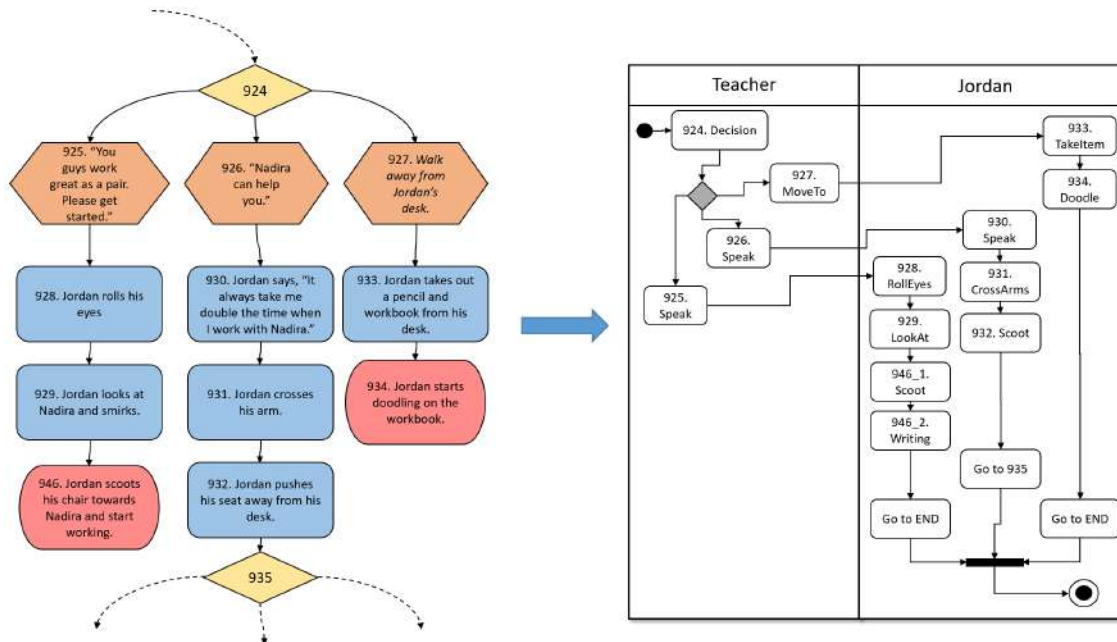 924
925. “You
guys work
great as a pair.
Please get
started.”
926. “Nadira
can help
you.”
927. Walk
away from
Jordan’s
desk.
928. Jordan rolls his
eyes
930. Jordan says, “It
always take me
double the time when
I work with Nadira.”
933. Jordan takes out
a pencil and
workbook from his
desk.
929. Jordan looks at
Nadira and smirks.
931. Jordan crosses
his arm.
934. Jordan starts
doodling on the
workbook.
946. Jordan scoots
his chair towards
Nadira and start
working.
932. Jordan pushes
his seat away from his
desk.
935
Teacher
Jordan
924. Decision
927.
MoveTo
926.
Speak
925.
Speak
933.
TakeItem
934.
Doodle
930.
Speak
931.
CrossArms
932. Scoot
928.
RollEyes
929.
LookAt
946_1.
Scoot
946_2.
Writing
Go to 935
Go to END
Go to END